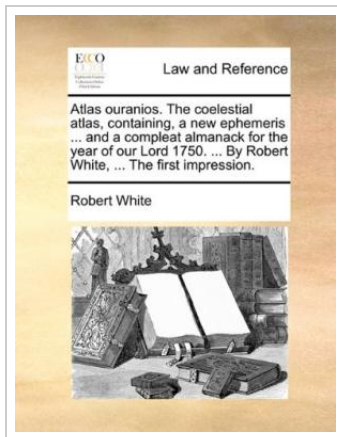 ECCO
Law and Reference
Atlas ouranios. The coelestial
atlas, containing, a new ephemeris
... and a compleat almanack for the
year of our Lord 1750. ... By Robert
White, ... The first impression.
Robert White